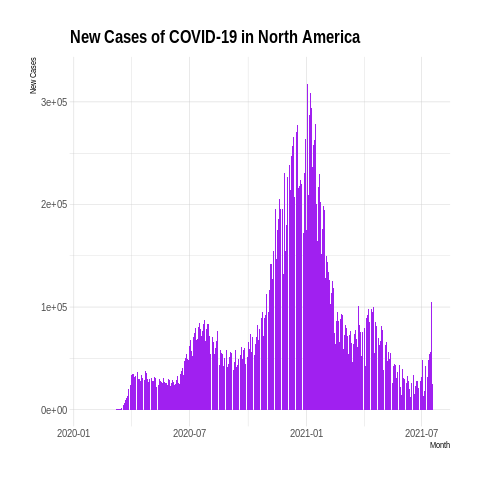 New Cases of COVID-19 in North America
New Cases
3e+05
2e+05
1e+05
0e+00
2020-01 2020-07 2021-01 2021-07
Month